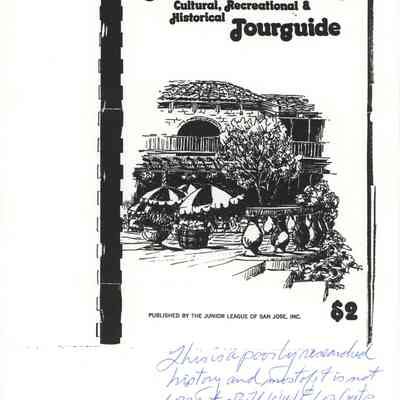 Cultural, Recreational &
Historical Tourguide
PUBLISHED BY THE JUNIOR LEAGUE OF SAN JOSE, INC.
$2
This is a poorly researched
history and most of it is not